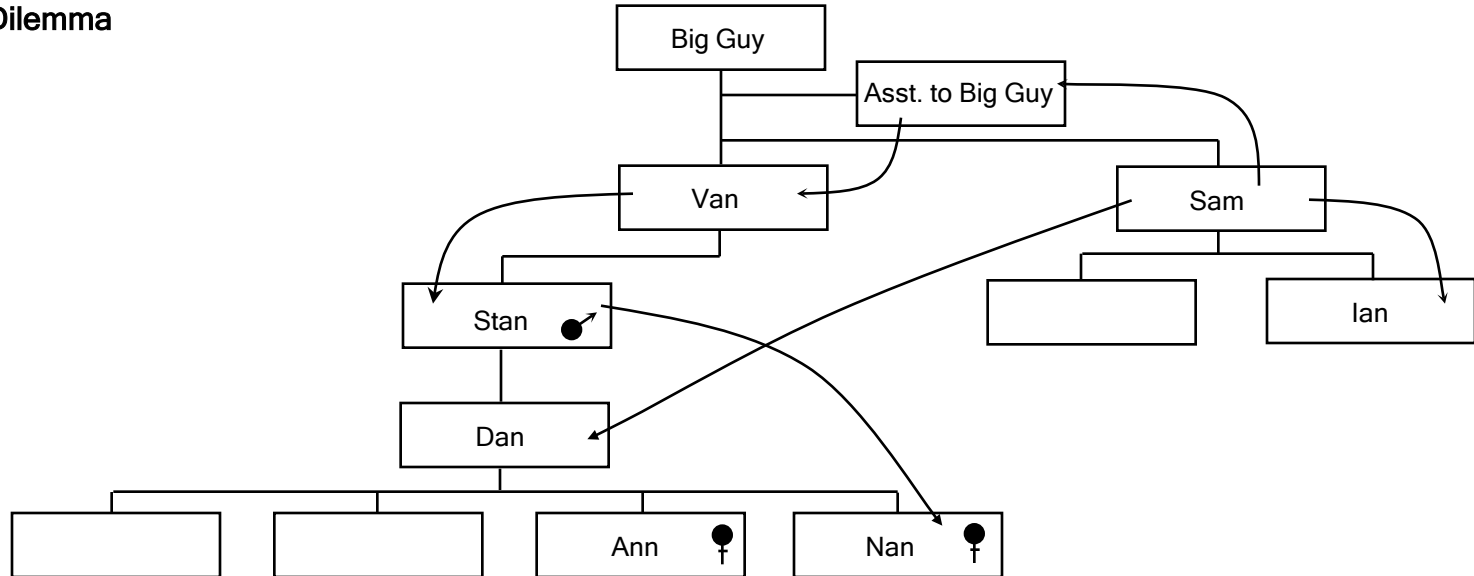 Dilemma
Big Guy
Asst. to Big Guy
Van
Sam
Stan
Ian
Dan
Ann
Nan